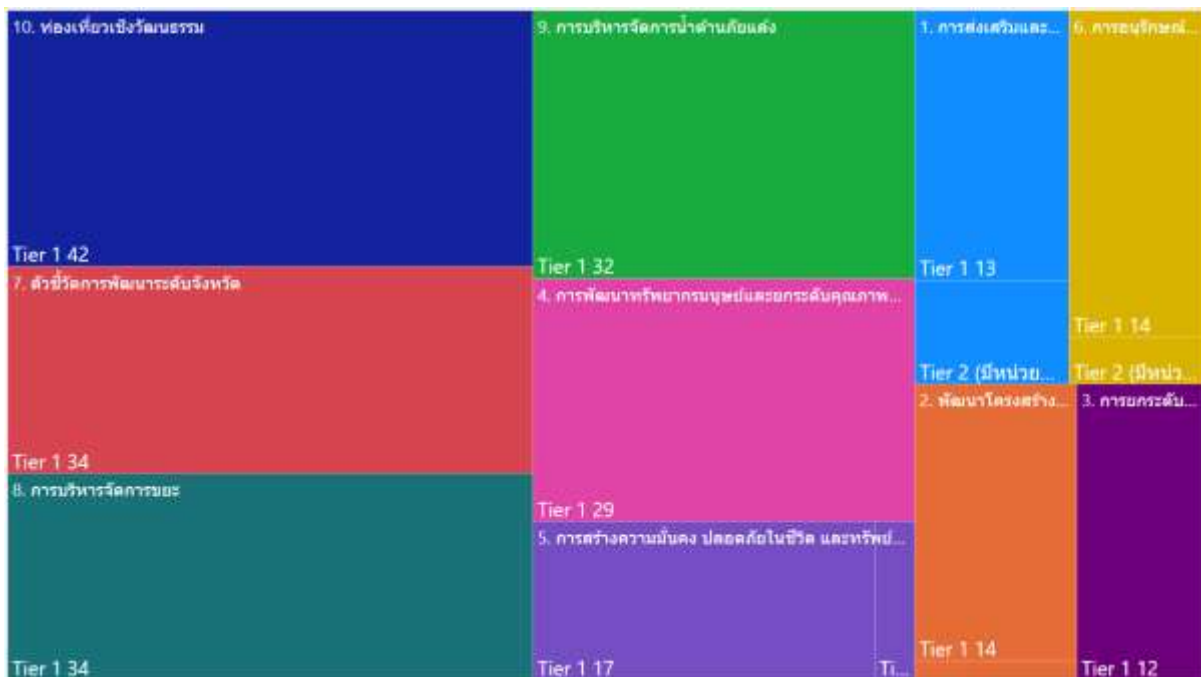 10. ท่องเที่ยวเชิงวัฒนธรรม
Tier 1 42
7. ตัวชี้วัดการพัฒนาระดับจังหวัด
Tier 1 34
8. การบริหารจัดการขยะ
Tier 1 34
9. การบริหารจัดการน้ำด้านภัยแล้ง
Tier 1 32
4. การพัฒนาทรัพยากรมนุษย์และยกระดับคุณภาพ...
Tier 1 29
5. การสร้างความมั่นคง ปลอดภัยในชีวิต และทรัพย์...
Tier 1 17
Ti...
1. การส่งเสริมและ...
Tier 1 13
Tier 2 (มีหน่วย...
6. การอนุรักษณ์...
Tier 1 14
Tier 2 (มีหน่ว...
2. พัฒนาโครงสร้าง...
Tier 1 14
3. การยกระดับ...
Tier 1 12